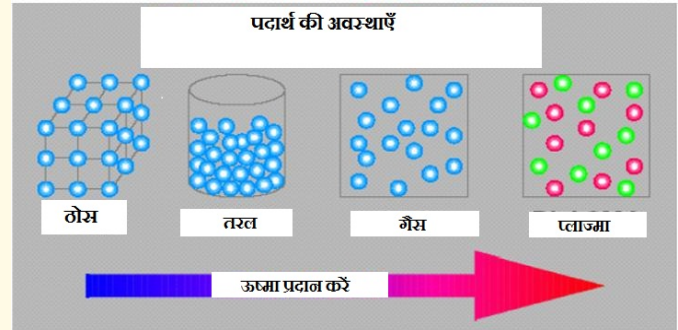 पदार्थ की अवस्थाएँ
ठोस
तरल
गैस
प्लाज्मा
ऊष्मा प्रदान करें